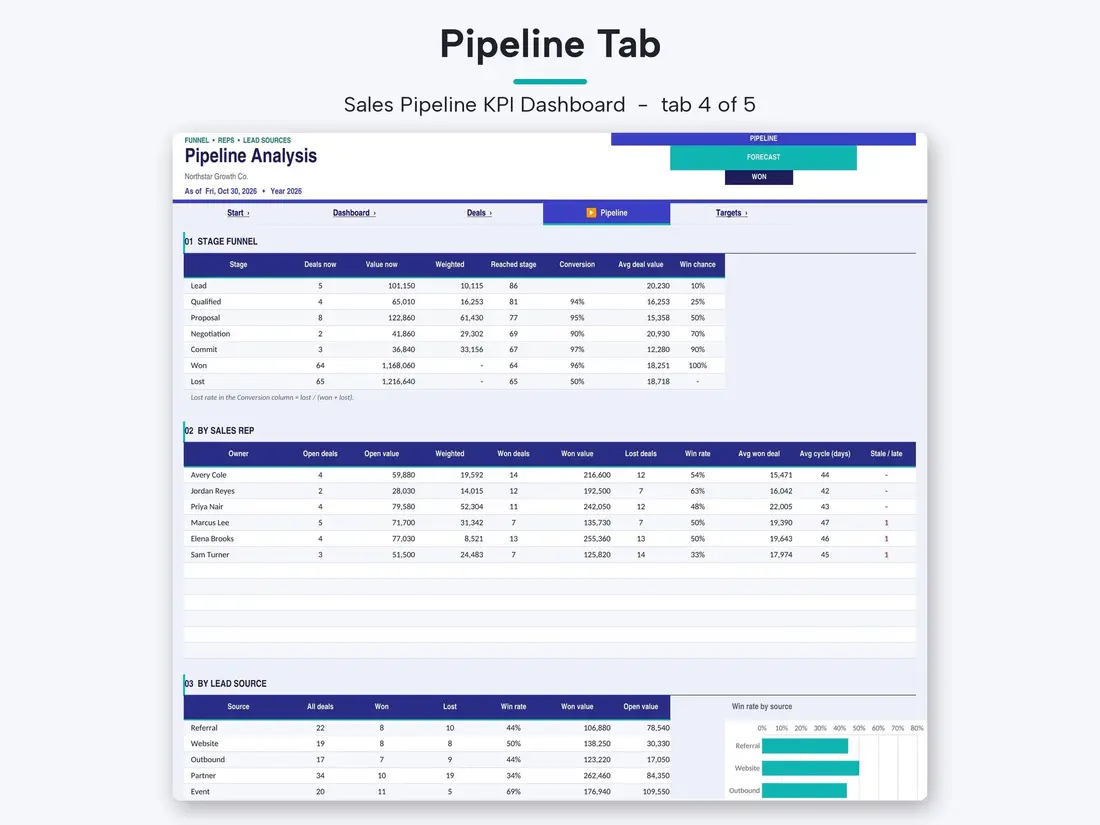 Pipeline Tab
Sales Pipeline KPI Dashboard - tab 4 of 5
FUNNEL • REPS • LEAD SOURCES
Pipeline Analysis
Northstar Growth Co.
As of Fri, Oct 30, 2026 • Year 2026
PIPELINE
FORECAST
WON
Start › Dashboard › Deals › Pipeline Targets ›
01 STAGE FUNNEL
Stage Deals now Value now Weighted Reached stage Conversion Avg deal value Win chance
Lead 5 101,150 10,115 86 20,230 10%
Qualified 4 65,010 16,253 81 94% 16,253 25%
Proposal 8 122,860 61,430 77 95% 15,358 50%
Negotiation 2 41,860 29,302 69 90% 20,930 70%
Commit 3 36,840 33,156 67 97% 12,280 90%
Won 64 1,168,060 - 64 96% 18,251 100%
Lost 65 1,216,640 - 65 50% 18,718 -
Lost rate in the Conversion column = lost / (won + lost).
02 BY SALES REP
Owner Open deals Open value Weighted Won deals Won value Lost deals Win rate Avg won deal Avg cycle (days) Stale / late
Avery Cole 4 59,880 19,592 14 216,600 12 54% 15,471 44 -
Jordan Reyes 2 28,030 14,015 12 192,500 7 63% 16,042 42 -
Priya Nair 4 79,580 52,304 11 242,050 12 48% 22,005 43 -
Marcus Lee 5 71,700 31,342 7 135,730 7 50% 19,390 47 1
Elena Brooks 4 77,030 8,521 13 255,360 13 50% 19,643 46 1
Sam Turner 3 51,500 24,483 7 125,820 14 33% 17,974 45 1
03 BY LEAD SOURCE
Source All deals Won Lost Win rate Won value Open value
Referral 22 8 10 44% 106,880 78,540
Website 19 8 8 50% 138,250 30,330
Outbound 17 7 9 44% 123,220 17,050
Partner 34 10 19 34% 262,460 84,350
Event 20 11 5 69% 176,940 109,550
Win rate by source
0% 10% 20% 30% 40% 50% 60% 70% 80%
Referral
Website
Outbound